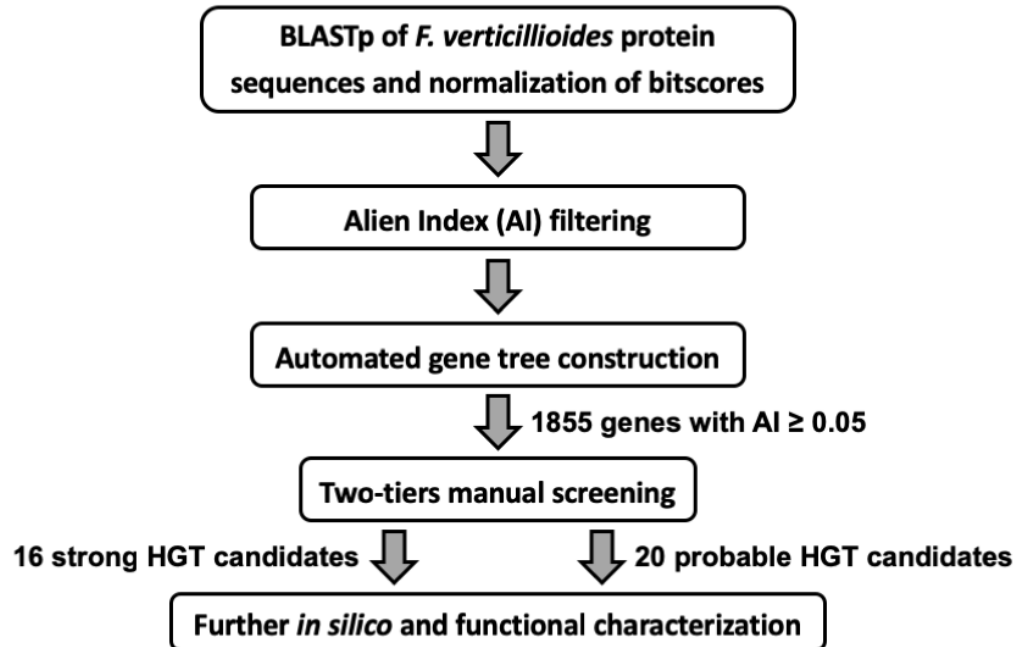 BLASTp of F. verticillioides protein
sequences and normalization of bitscores
Alien Index (AI) filtering
Automated gene tree construction
1855 genes with AI ≥ 0.05
Two-tiers manual screening
16 strong HGT candidates
20 probable HGT candidates
Further in silico and functional characterization